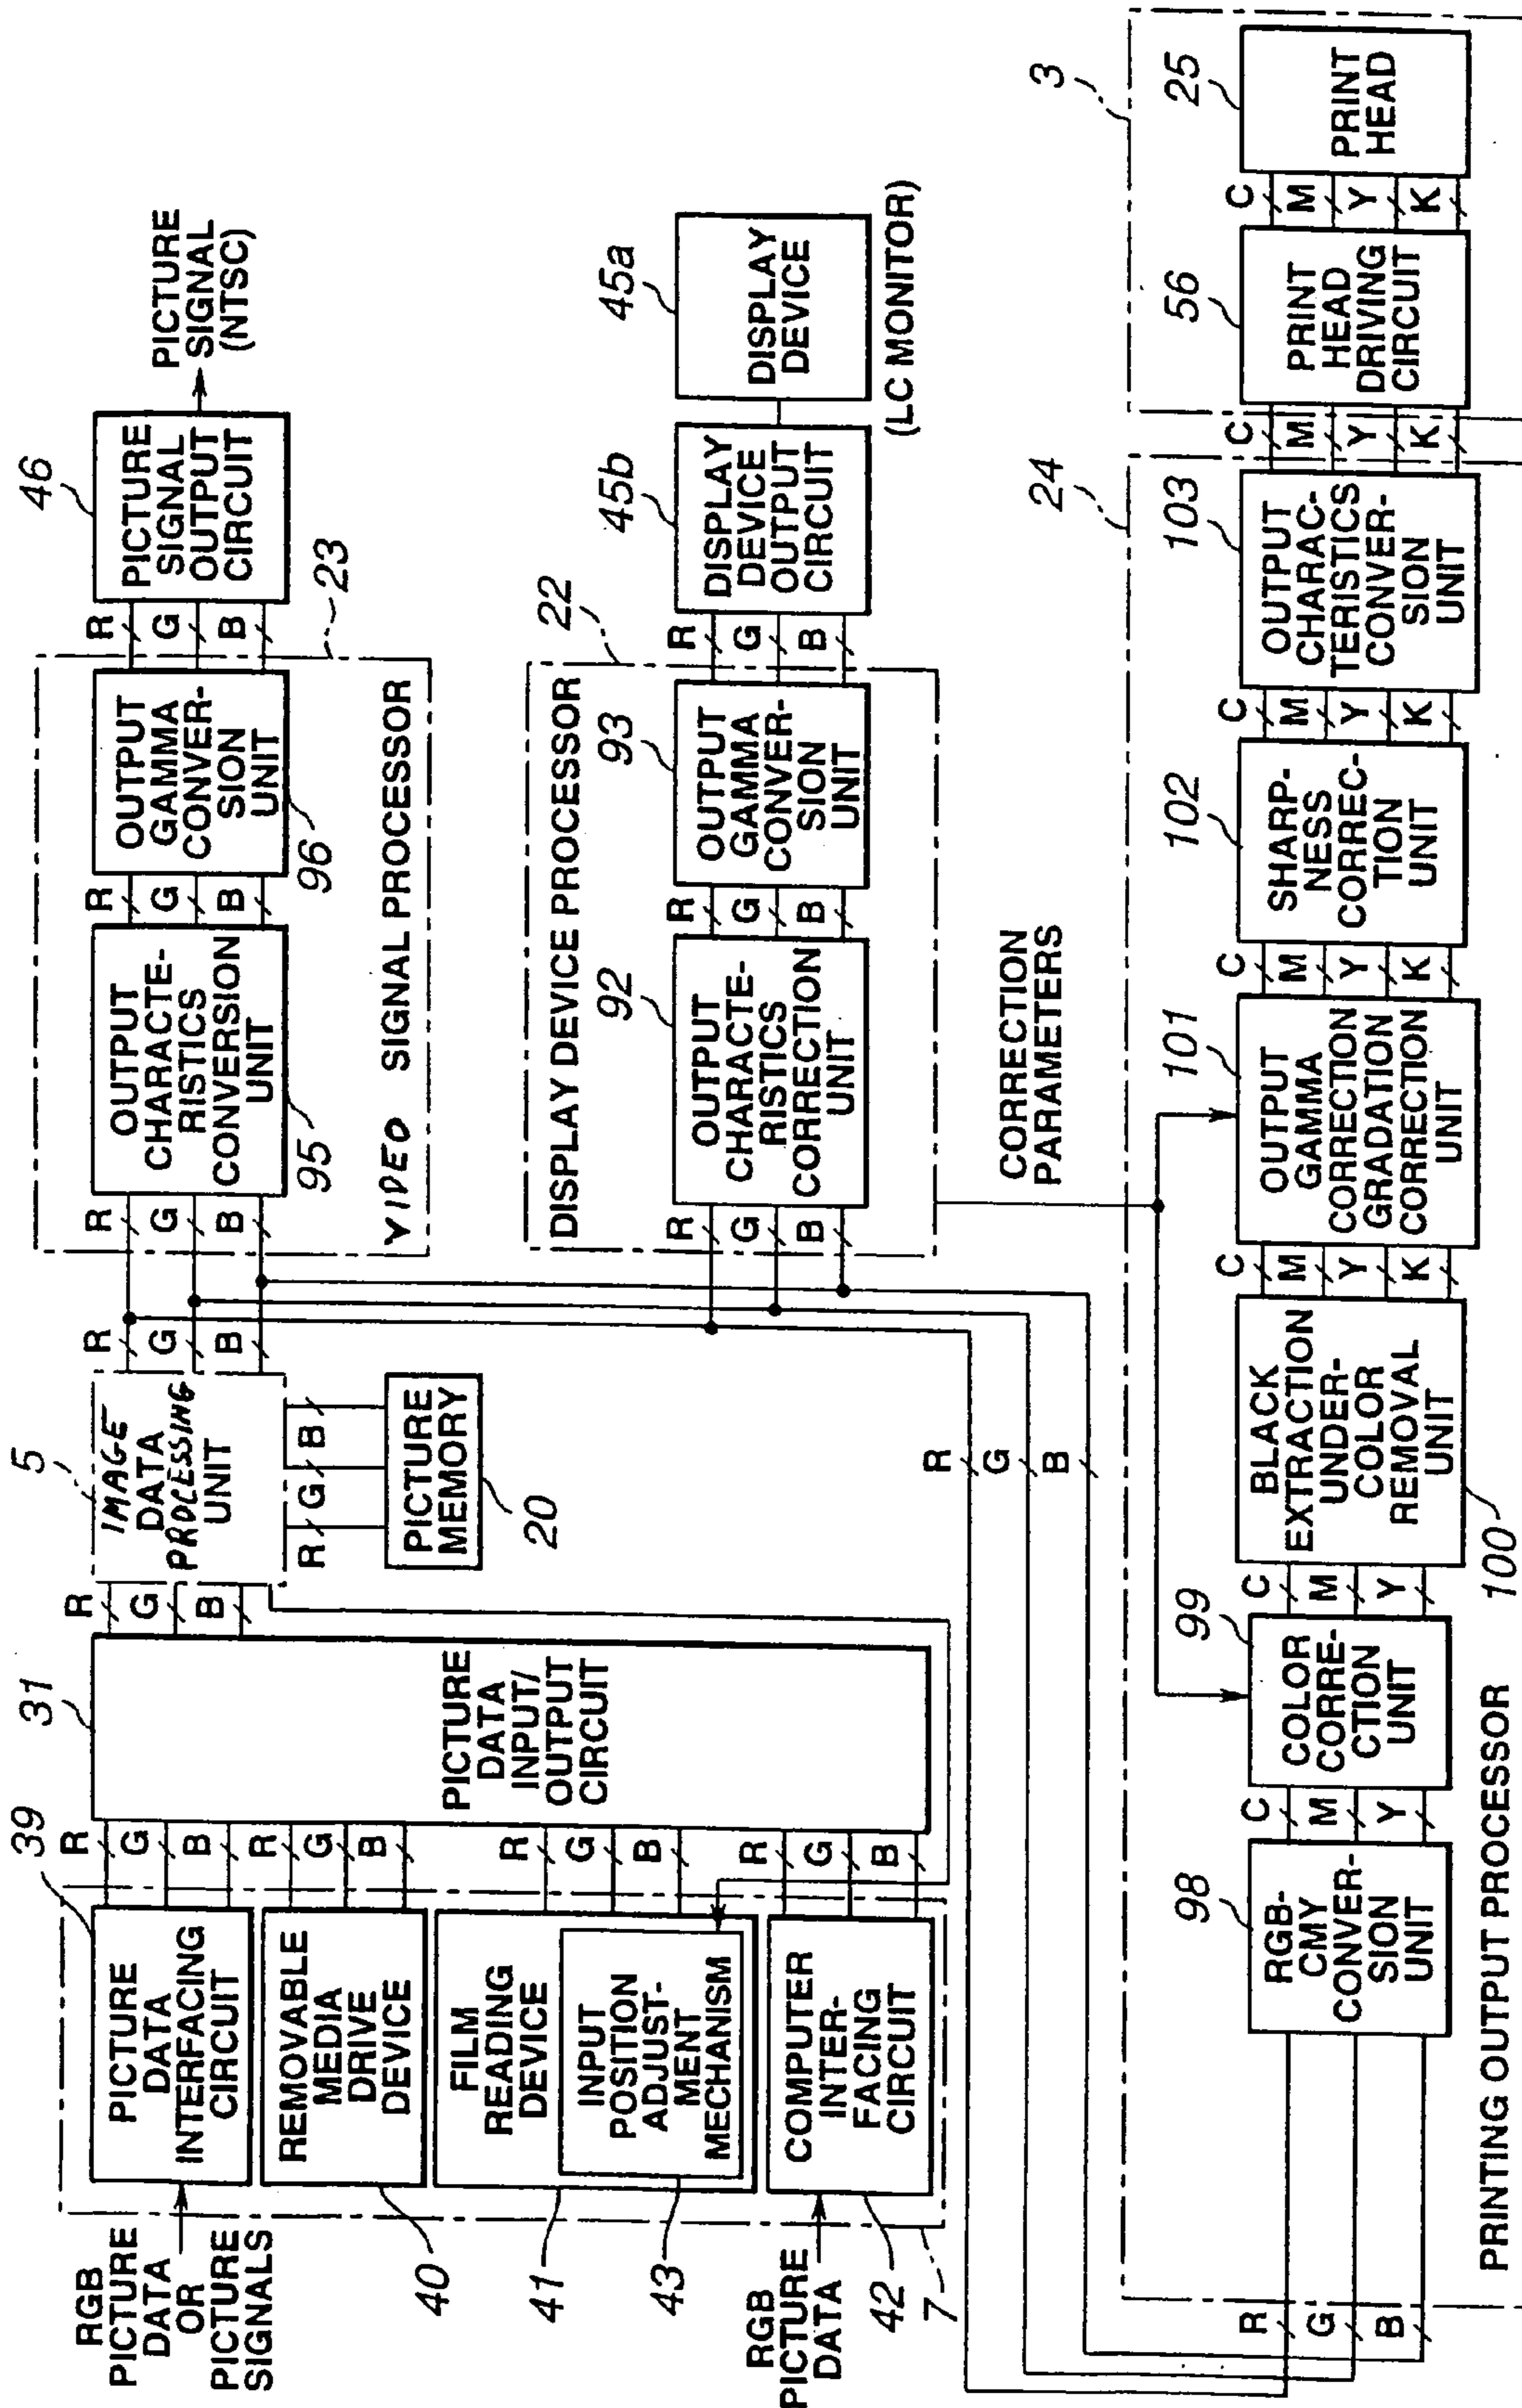 RGB
PICTURE
DATA
OR
PICTURE
SIGNALS
39
PICTURE
DATA
INTERFACING
CIRCUIT
R
G
B
REMOVABLE
MEDIA
DRIVE
DEVICE
40
R
G
B
FILM
READING
DEVICE
41
INPUT
POSITION
ADJUST-
MENT
MECHANISM
43
R
G
B
RGB
PICTURE
DATA
COMPUTER
INTER-
FACING
CIRCUIT
42
7
R
G
B
31
PICTURE
DATA
INPUT/
OUTPUT
CIRCUIT
R
G
B
5
IMAGE
DATA
PROCESSING
UNIT
R
G
B
PICTURE
MEMORY
20
R
G
B
R
G
B
OUTPUT
CHARACTE-
RISTICS
CONVERSION
UNIT
95
R
G
B
OUTPUT
GAMMA
CONVER-
SION
UNIT
96
VIDEO SIGNAL PROCESSOR
23
R
G
B
46
PICTURE
SIGNAL
OUTPUT
CIRCUIT
PICTURE
SIGNAL
(NTSC)
DISPLAY DEVICE PROCESSOR
22
R
G
B
92
OUTPUT
CHARACTE-
RISTICS
CORRECTION
UNIT
R
G
B
93
OUTPUT
GAMMA
CONVER-
SION
UNIT
R
G
B
45b
DISPLAY
DEVICE
OUTPUT
CIRCUIT
45a
DISPLAY
DEVICE
(LC MONITOR)
CORRECTION
PARAMETERS
R
G
B
R
G
B
98
RGB-
CMY
CONVER-
SION
UNIT
C
M
Y
99
COLOR
CORRE-
CTION
UNIT
C
M
Y
BLACK
EXTRACTION
UNDER-
COLOR
REMOVAL
UNIT
100
C
M
Y
K
101
OUTPUT
GAMMA
CORRECTION
GRADATION
CORRECTION
UNIT
C
M
Y
K
102
SHARP-
NESS
CORREC-
TION
UNIT
C
M
Y
K
103
OUTPUT
CHARAC-
TERISTICS
CONVER-
SION
UNIT
24
C
M
Y
K
56
PRINT
HEAD
DRIVING
CIRCUIT
C
M
Y
K
25
PRINT
HEAD
3
PRINTING OUTPUT PROCESSOR